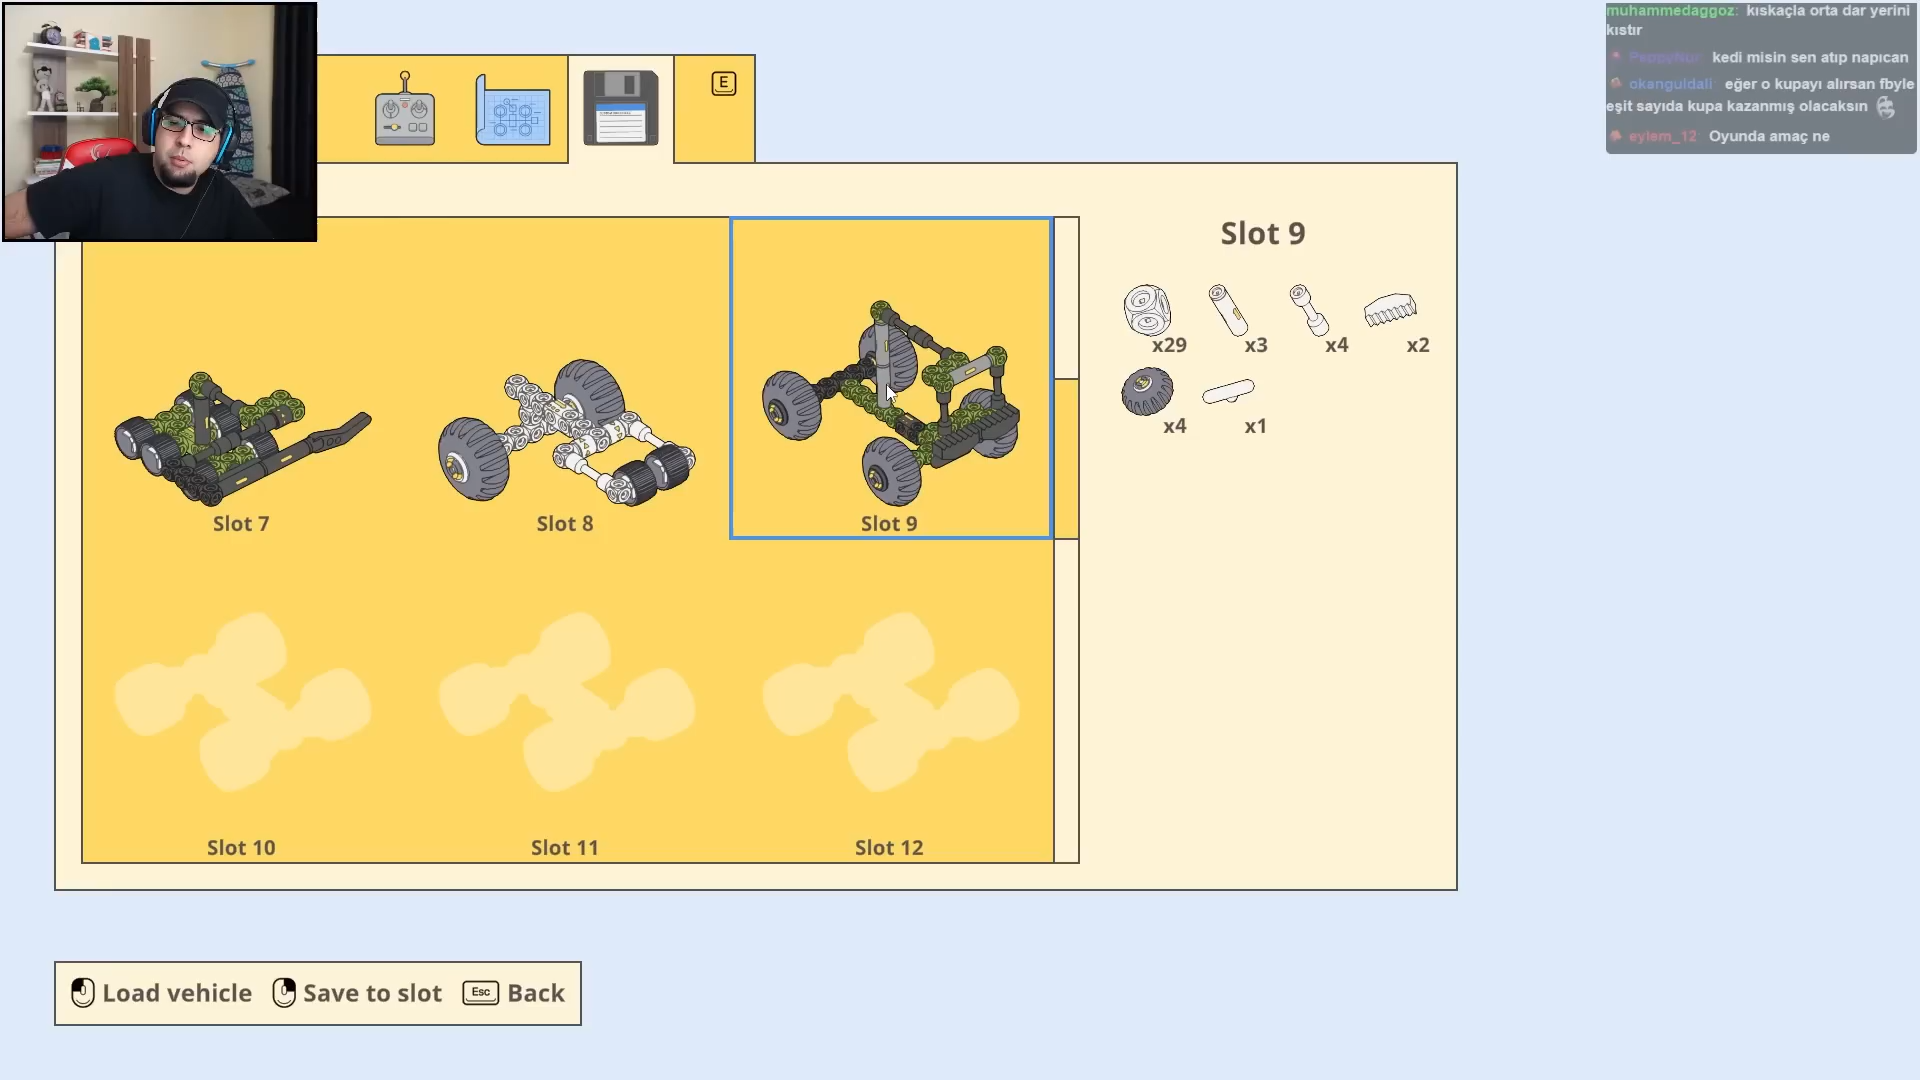 E
muhammedaggoz: kıskaçla orta dar yerini
kıstır
PeppyNur: kedi misin sen atıp napıcan
okanguldali: eğer o kupayı alırsan fbyle
eşit sayıda kupa kazanmış olacaksın
eylem_12 Oyunda amaç ne
Slot 9
x29
x3
x4
x2
x4
x1
Slot 7
Slot 8
Slot 9
Slot 10
Slot 11
Slot 12
Load vehicle
Save to slot
Esc
Back